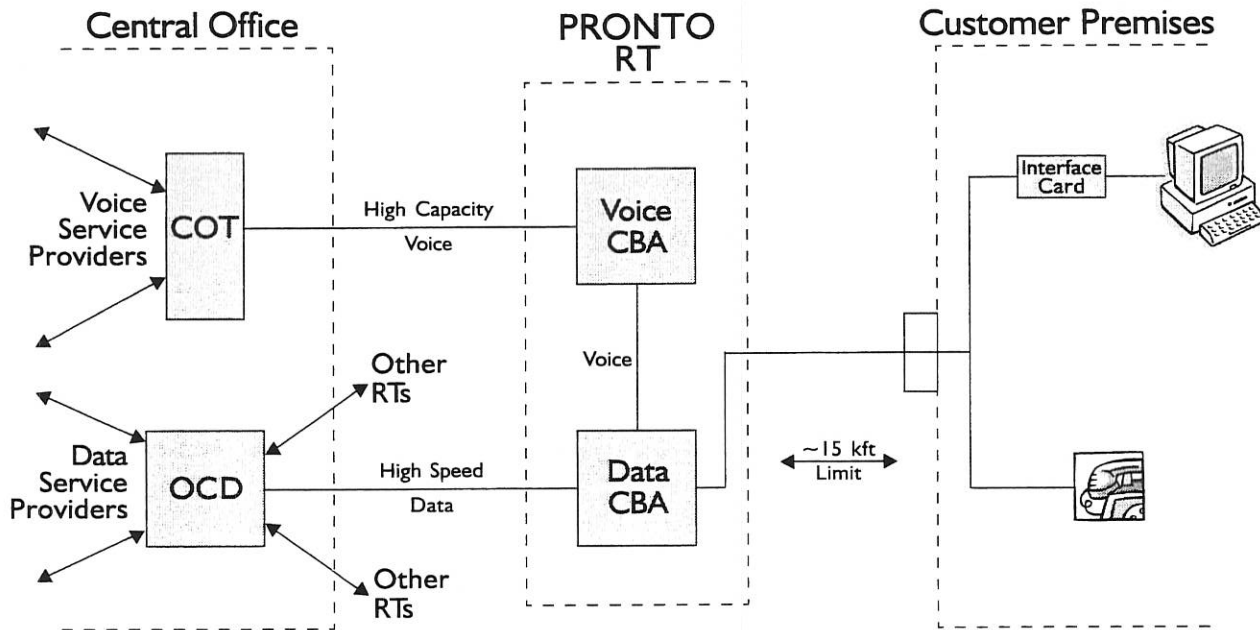 Central Office
PRONTO
RT
Customer Premises
Voice
Service
Providers
COT
High Capacity
Voice
Voice
CBA
Interface
Card
Voice
Other
RTs
Data
Service
Providers
OCD
High Speed
Data
Data
CBA
~15 kft
Limit
Other
RTs